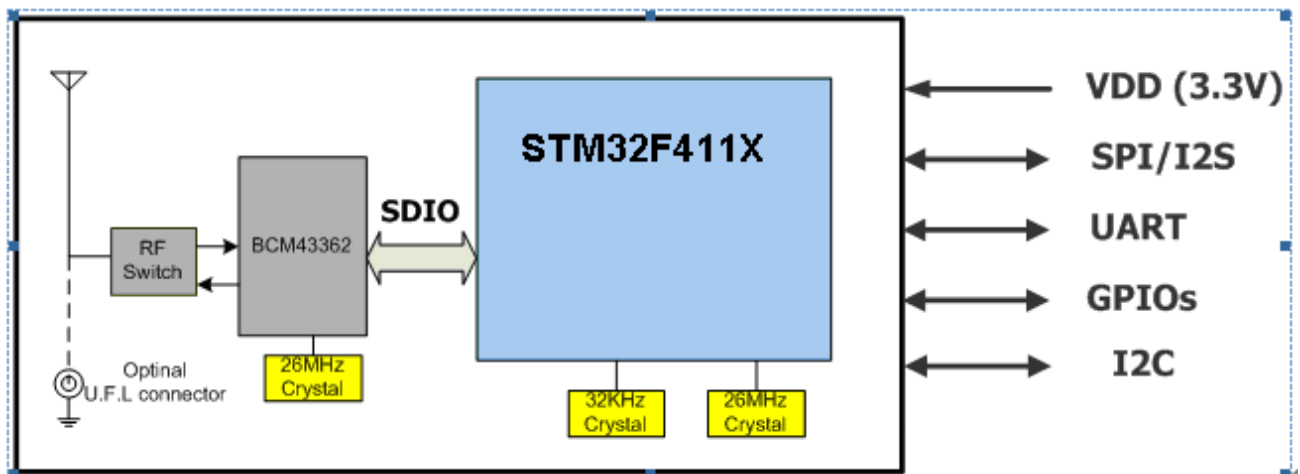 STM32F411X
VDD (3.3V)
SPI/I2S
SDIO
UART
BCM43362
RF
Switch
GPIOs
I2C
26MHz
Crystal
Optinal
U.F.L connector
32KHz
Crystal
26MHz
Crystal